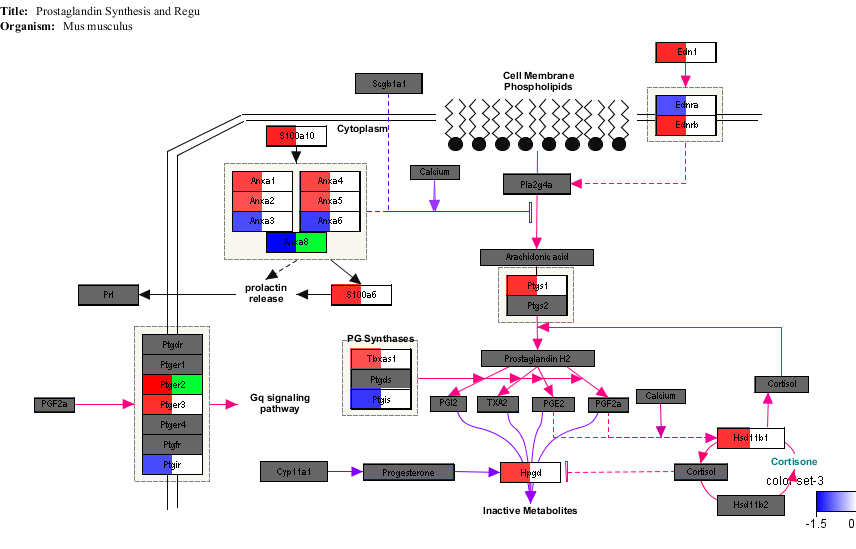 Title: Prostaglandin Synthesis and Regu
Organism: Mus musculus
Edn1
Scgb1a1
Cell Membrane
Phospholipids
Ednra
Ednrb
S100a10
Cytoplasm
Calcium
Pla2g4a
Anxa1
Anxa4
Anxa2
Anxa5
Anxa3
Anxa6
Anxa8
Arachidonic acid
prolactin
release
Prl
S100a6
Ptgs1
Ptgs2
PG Synthases
Ptgdr
Ptger1
Ptger2
Ptger3
Ptger4
Ptgfr
Ptgir
Tbxas1
Ptgds
Ptgis
Prostaglandin H2
Cortisol
PGF2a
Gq signaling
pathway
PGI2
TXA2
PGE2
PGF2a
Calcium
Hsd11b1
Cortisone
Cyp11a1
Progesterone
Hpgd
Cortisol
color set-3
Hsd11b2
Inactive Metabolites
-1.5
0